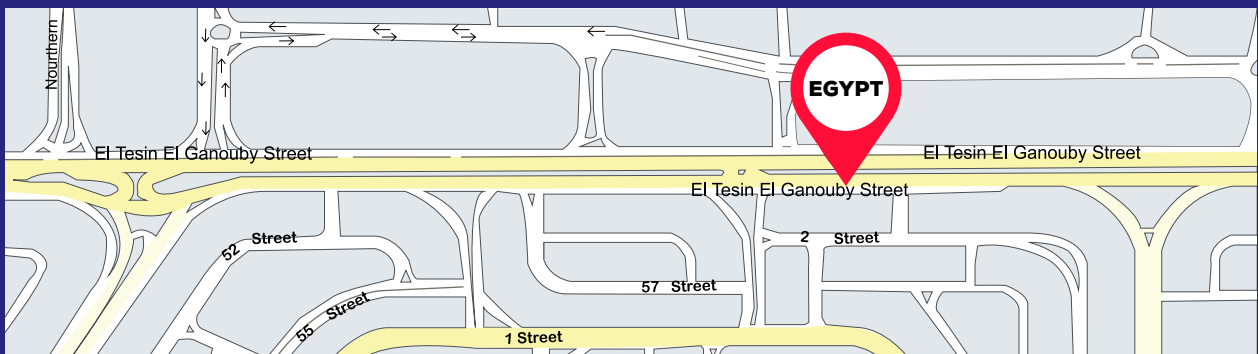 Nourthern
EGYPT
El Tesin El Ganouby Street
El Tesin El Ganouby Street
El Tesin El Ganouby Street
52 Street
2 Street
57 Street
55 Street
1 Street